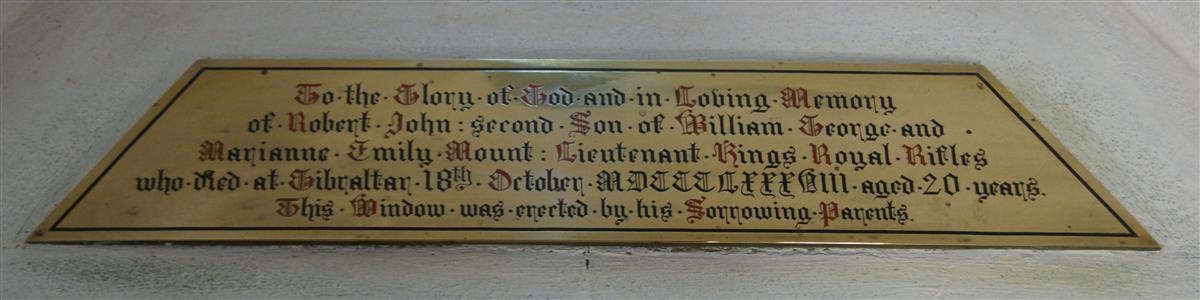 To·the·Glory·of·God·and·in·Loving·Memory
of·Robert·John:second·Son·of·William·George·and
Marianne·Emily·Mount:Lieutenant·Kings·Royal·Rifles
who·died·at·Gibraltar·18th·October·MDCCCLXXXVIII·aged·20·years.
This·Window·was·erected·by·his·Sorrowing·Parents.